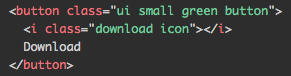 <button class="ui small green button">
  <i class="download icon"></i>
  Download
</button>